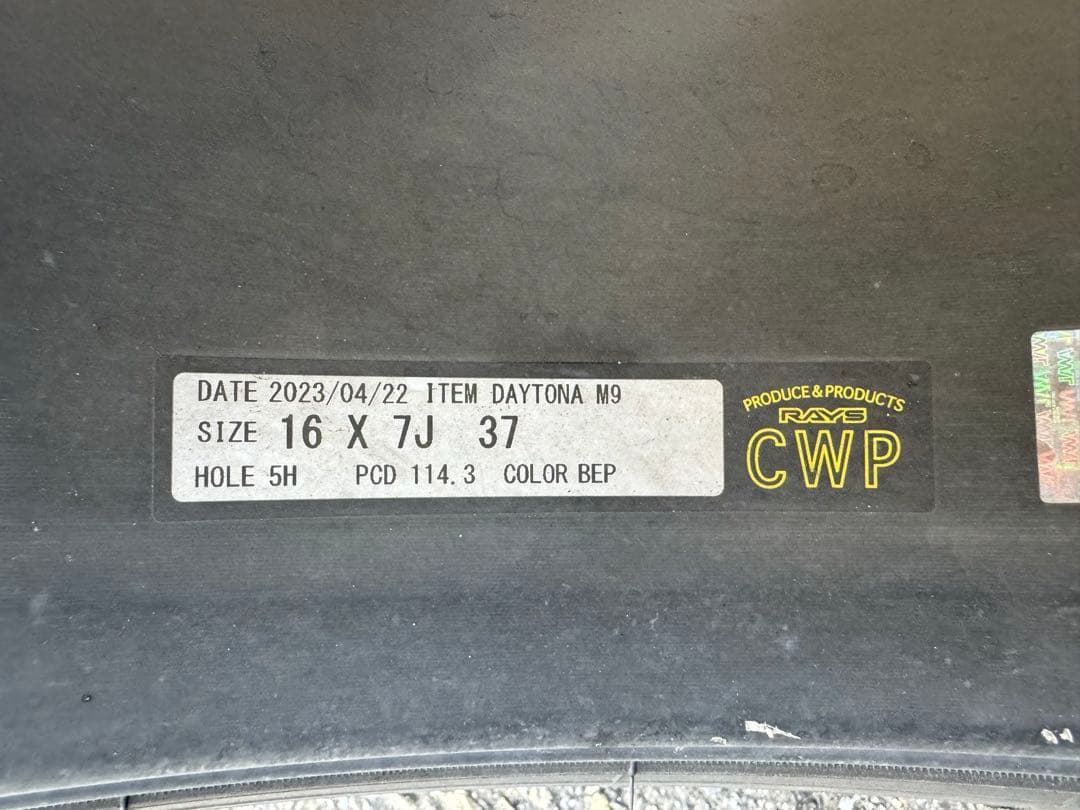 DATE 2023/04/22 ITEM DAYTONA M9
SIZE 16 X 7J 37
HOLE 5H PCD 114.3 COLOR BEP
PRODUCE & PRODUCTS
RAYS
CWP